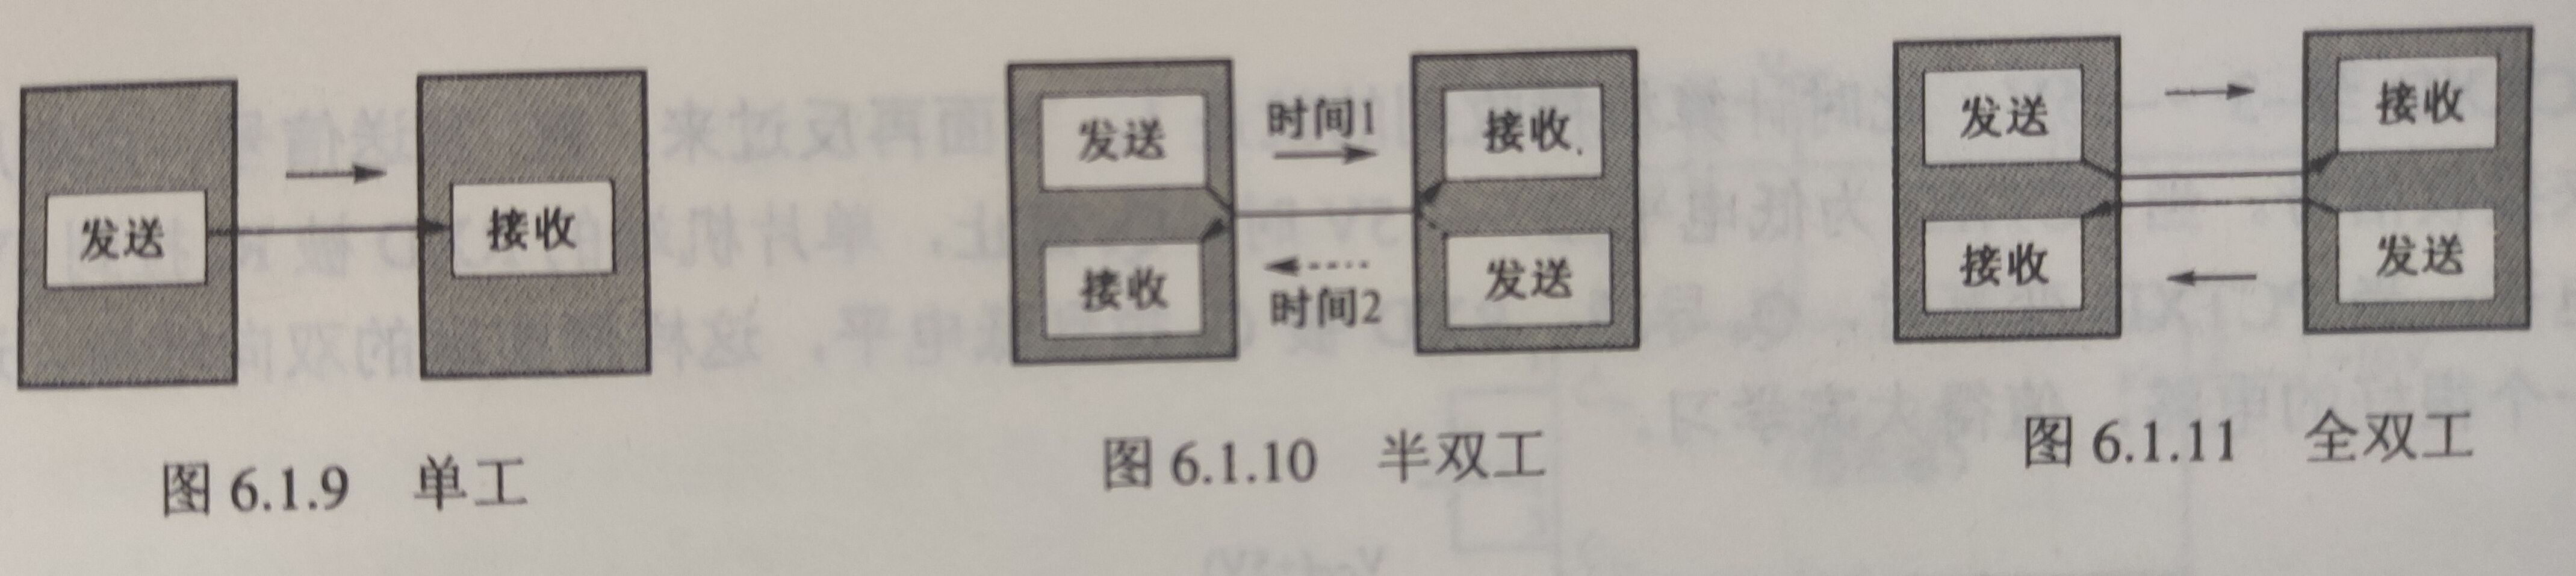 发送
接收
图 6.1.9 单工
发送
时间1
接收
接收
时间2
发送
图 6.1.10 半双工
发送
接收
接收
发送
图 6.1.11 全双工